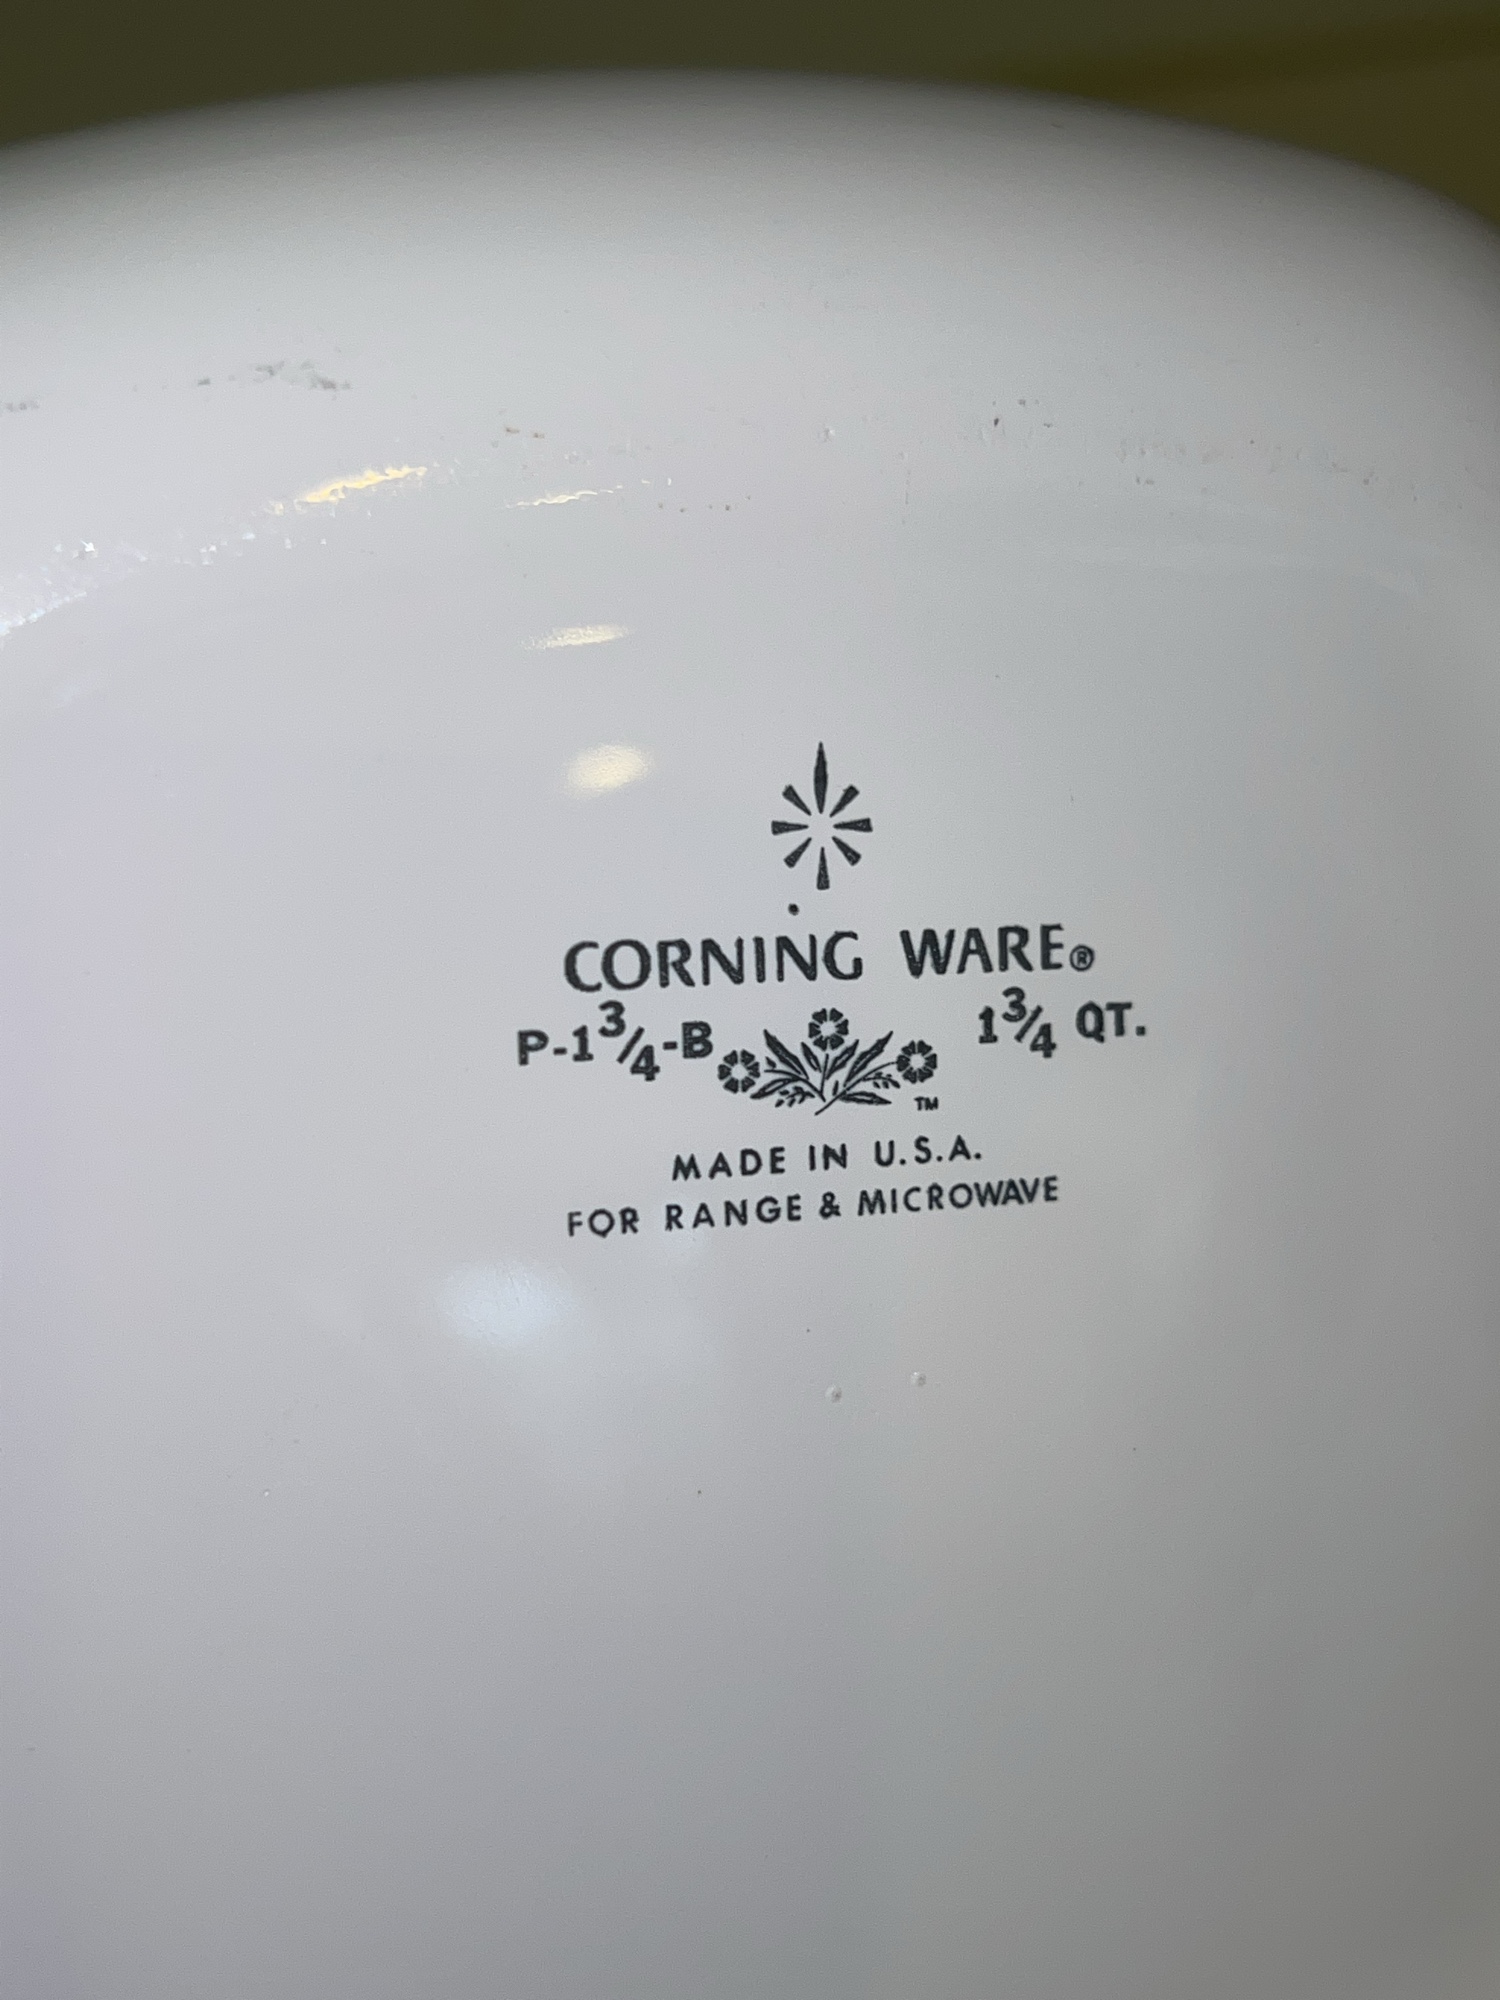 CORNING WARE®
P-1¾-B 1¾ QT.
TM
MADE IN U.S.A.
FOR RANGE & MICROWAVE